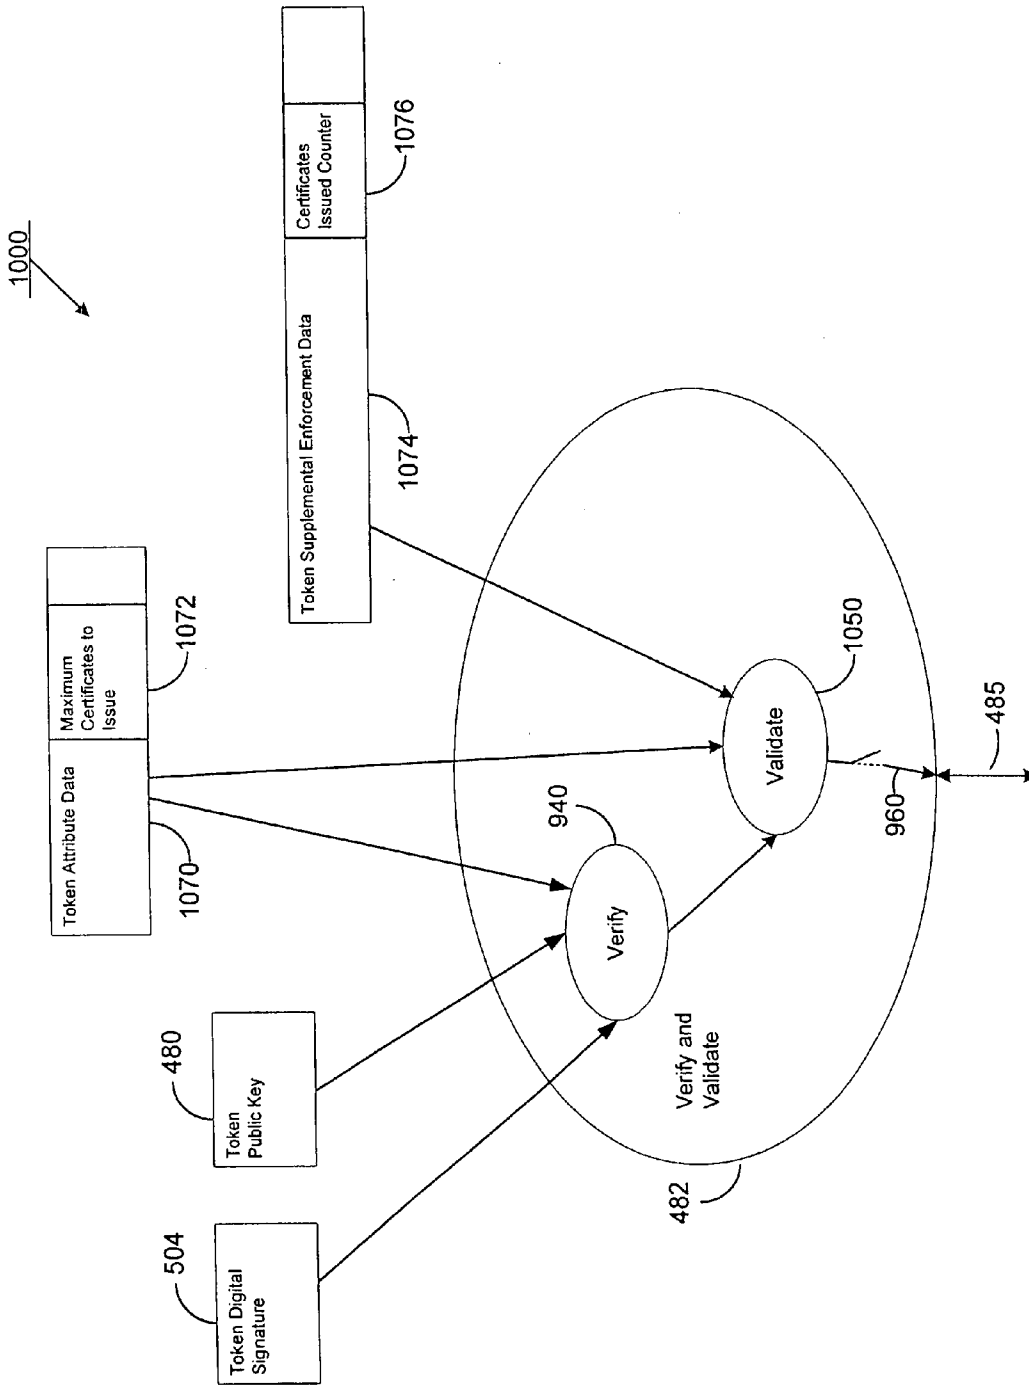 1000
504
Token Digital
Signature
480
Token
Public Key
Token Attribute Data
1070
Maximum
Certificates to
Issue
1072
Token Supplemental Enforcement Data
1074
Certificates
Issued Counter
1076
Verify
940
Validate
1050
Verify and
Validate
482
960
485